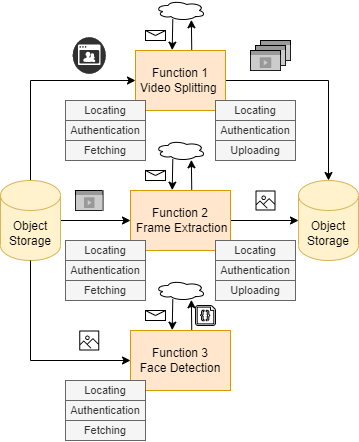 Function 1
Video Splitting
Locating
Authentication
Fetching
Locating
Authentication
Uploading
Object
Storage
Function 2
Frame Extraction
Object
Storage
Locating
Authentication
Fetching
Locating
Authentication
Uploading
{}
Function 3
Face Detection
Locating
Authentication
Fetching